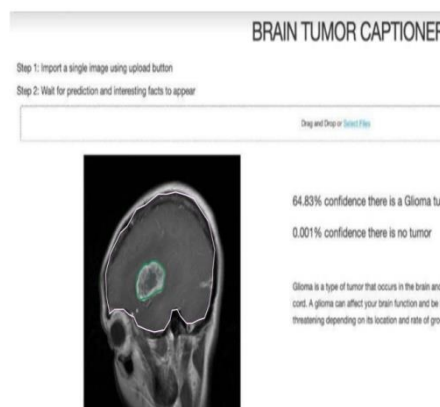 BRAIN TUMOR CAPTIONER
Step 1: Import a single image using upload button
Step 2: Wait for prediction and interesting facts to appear
Drag and Drop or Select Files
64.83% confidence there is a Glioma tu
0.001% confidence there is no tumor
Glioma is a type of tumor that occurs in the brain and
cord. A glioma can affect your brain function and be
threatening depending on its location and rate of gro